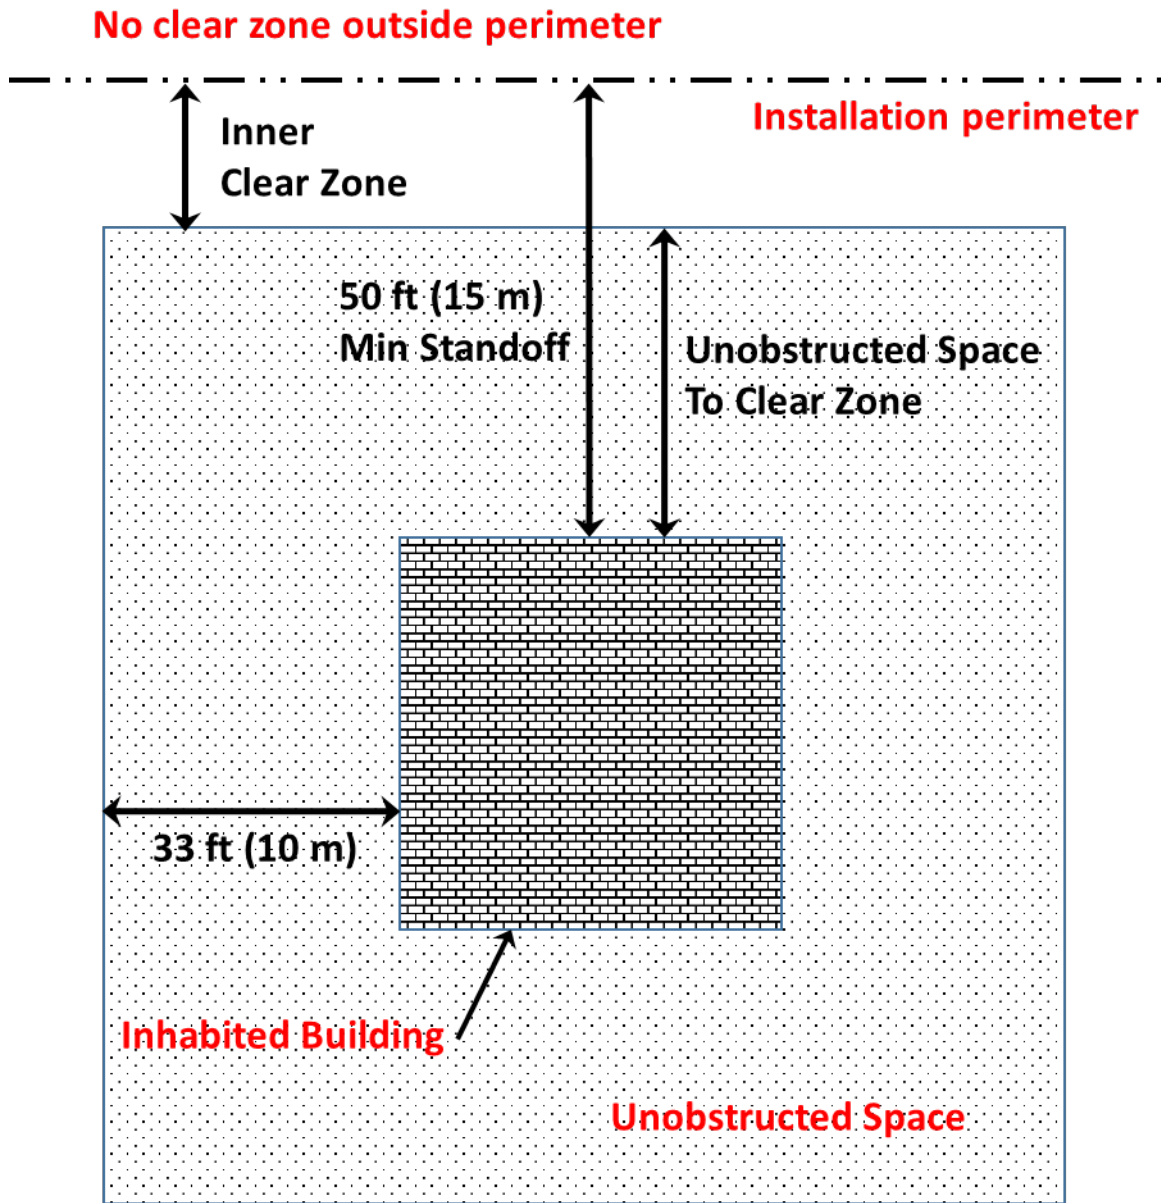 No clear zone outside perimeter
Installation perimeter
Inner
Clear Zone
50 ft (15 m)
Min Standoff
Unobstructed Space
To Clear Zone
33 ft (10 m)
Inhabited Building
Unobstructed Space